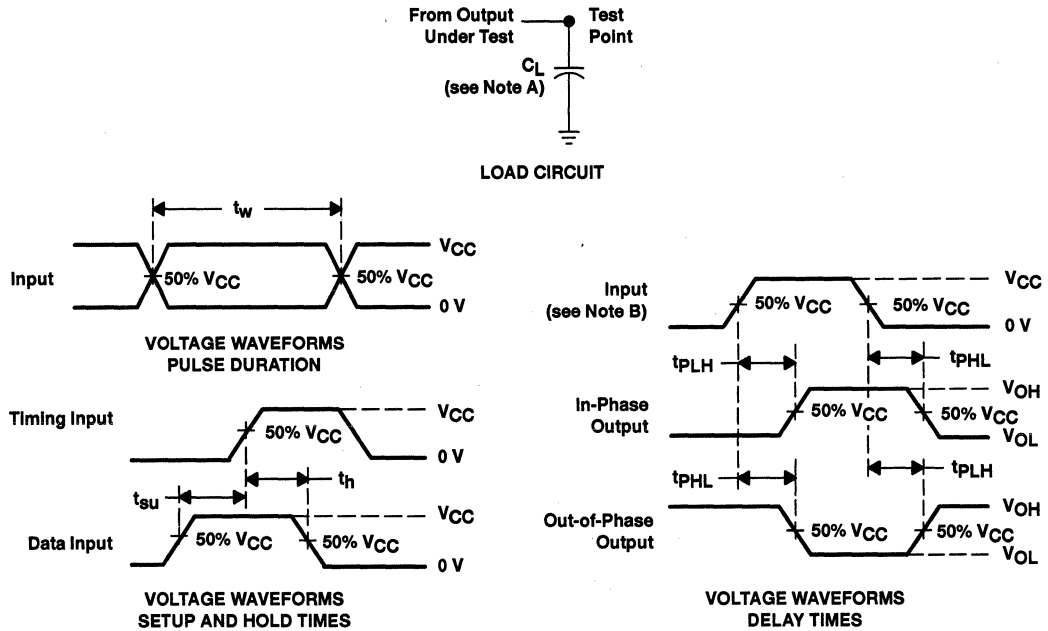 From Output
Under Test
Test
Point
CL
(see Note A)
LOAD CIRCUIT
tw
VCC
Input
50% VCC
50% VCC
0 V
VOLTAGE WAVEFORMS
PULSE DURATION
Timing Input
VCC
50% VCC
0 V
th
tsu
VCC
Data Input
50% VCC
50% VCC
0 V
VOLTAGE WAVEFORMS
SETUP AND HOLD TIMES
Input
(see Note B)
VCC
50% VCC
50% VCC
0 V
tPLH
tPHL
In-Phase
Output
VOH
50% VCC
50% VCC
VOL
tPHL
tPLH
Out-of-Phase
Output
VOH
50% VCC
50% VCC
VOL
VOLTAGE WAVEFORMS
DELAY TIMES